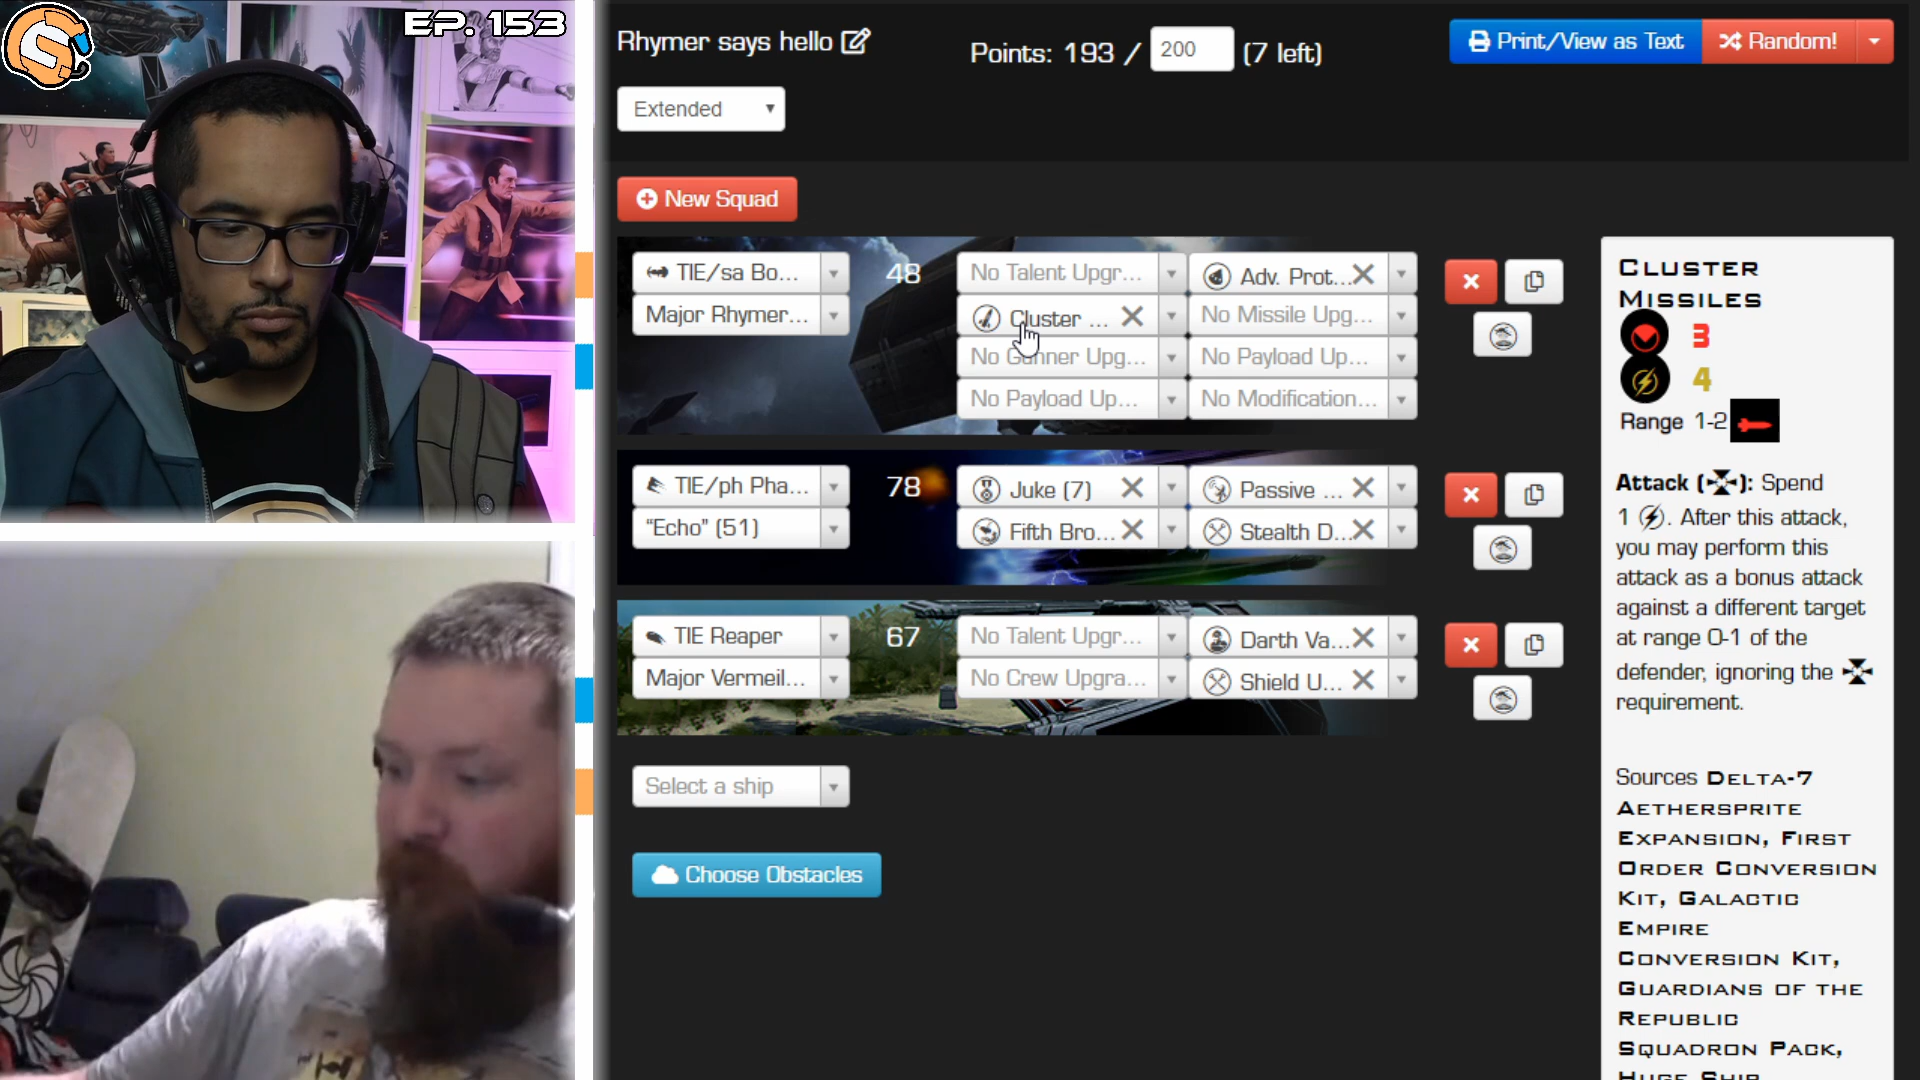 EP. 153
Rhymer says hello
Points: 193 / 200 (7 left)
Print/View as Text
Random!
Extended
New Squad
TIE/sa Bo...
48
No Talent Upgr...
Adv. Prot...
Major Rhymer...
Cluster ...
No Missile Upg...
No Gunner Upg...
No Payload Up...
No Payload Up...
No Modification...
TIE/ph Pha...
78
Juke (7)
Passive ...
“Echo” (51)
Fifth Bro...
Stealth D...
TIE Reaper
67
No Talent Upgr...
Darth Va...
Major Vermeil...
No Crew Upgra...
Shield U...
Select a ship
Choose Obstacles
Cluster
Missiles
3
4
Range 1-2
Attack ( ): Spend
1 . After this attack,
you may perform this
attack as a bonus attack
against a different target
at range 0-1 of the
defender, ignoring the
requirement.
Sources Delta-7
Aethersprite
Expansion, First
Order Conversion
Kit, Galactic
Empire
Conversion Kit,
Guardians of the
Republic
Squadron Pack,
Huge Ship